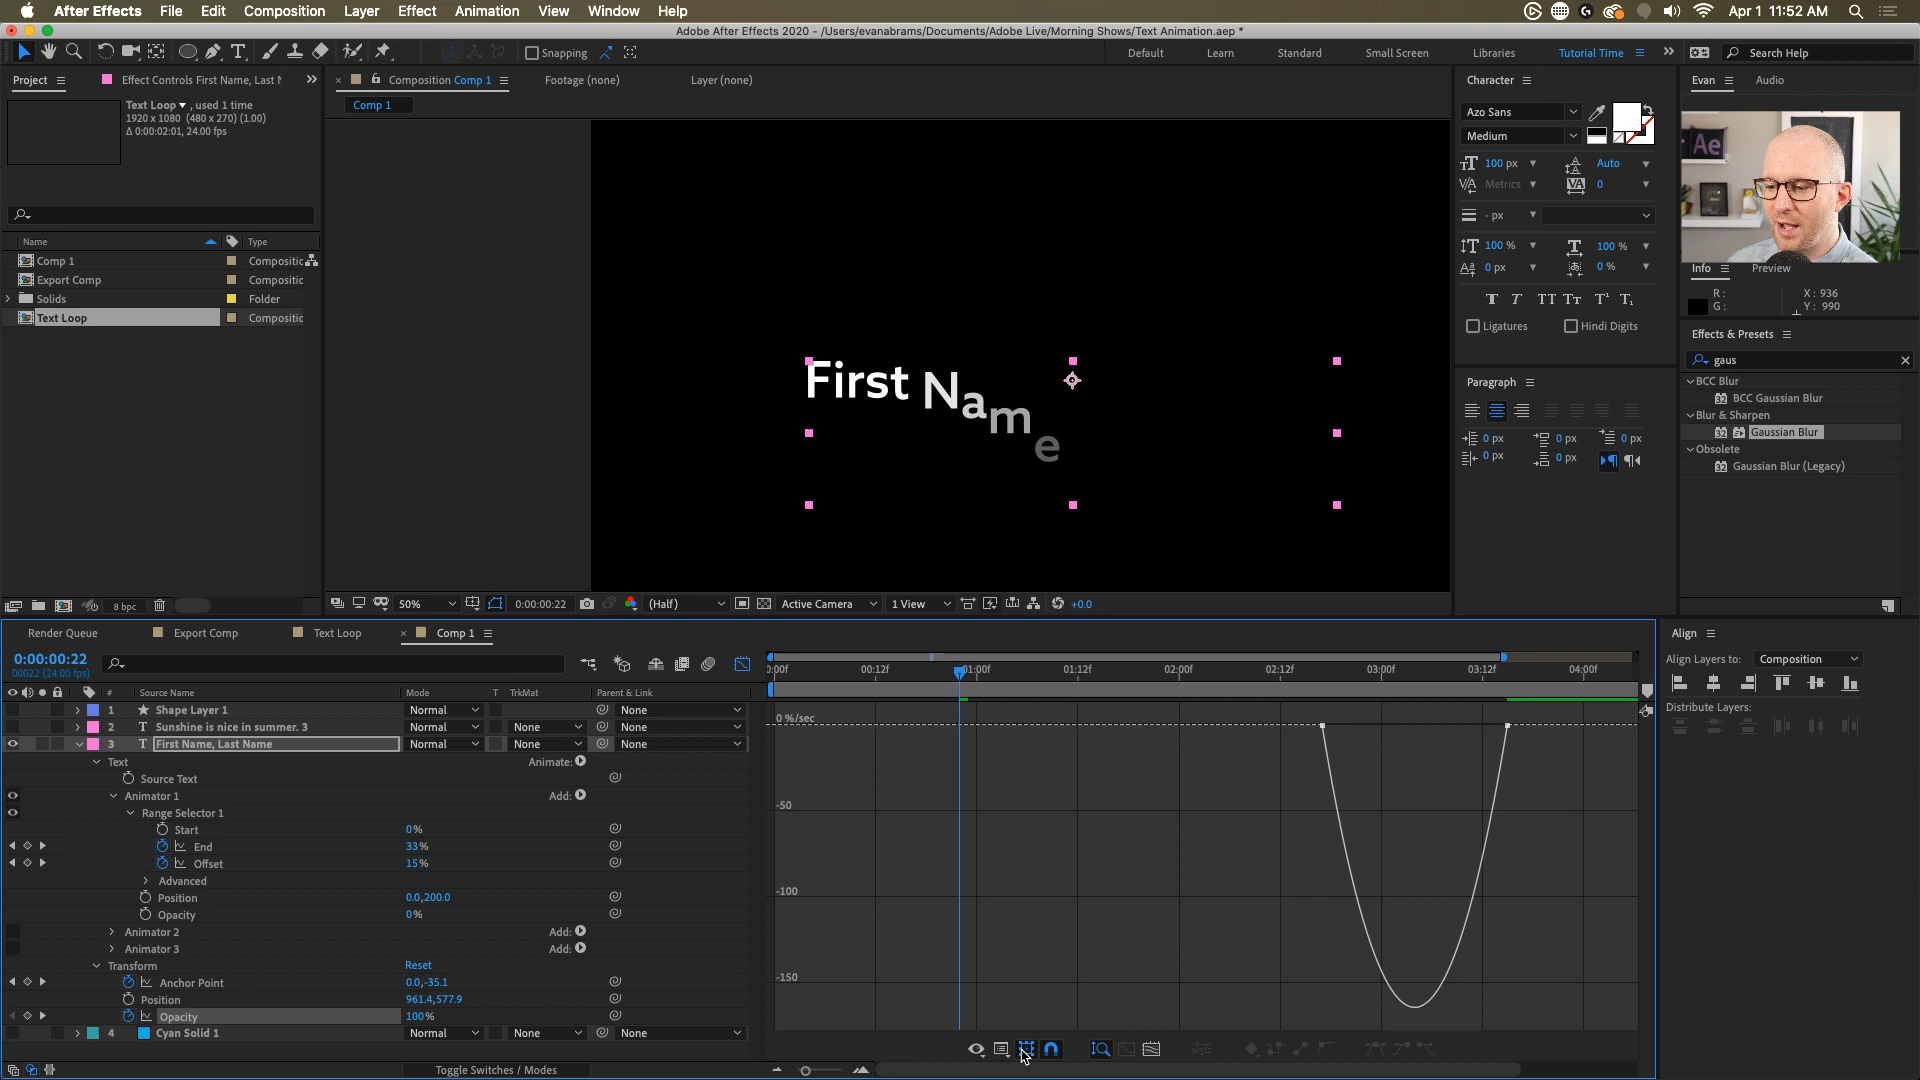 After Effects File Edit Composition Layer Effect Animation View Window Help Apr 1 11:52 AM
Adobe After Effects 2020 - /Users/evanabrams/Documents/Adobe Live/Morning Shows/Text Animation.aep *
Snapping Default Learn Standard Small Screen Libraries Tutorial Time Search Help
Project Effect Controls First Name, Last N
Composition Comp 1 Footage (none) Layer (none)
Character Evan Audio
Text Loop , used 1 time
1920 x 1080 (480 x 270) (1.00)
Δ 0:00:02:01, 24.00 fps
Comp 1
Azo Sans
Medium
100 px Auto
Metrics 0
- px
100 % 100 %
0 px 0 %
T T TT Tt T¹ T₁
Ligatures Hindi Digits
Ae
Info Preview
R: X: 936
G: Y: 990
Name Type
Comp 1 Compositic
Export Comp Compositic
Solids Folder
Text Loop Compositic
Effects & Presets
gaus
BCC Blur
BCC Gaussian Blur
Blur & Sharpen
Gaussian Blur
Obsolete
Gaussian Blur (Legacy)
Paragraph
0 px 0 px 0 px
0 px 0 px
First Name
8 bpc
50% 0:00:00:22 (Half) Active Camera 1 View +0.0
Render Queue Export Comp Text Loop Comp 1
Align
0:00:00:22
00022 (24.00 fps)
Align Layers to: Composition
Distribute Layers:
:00f 00:12f 01:00f 01:12f 02:00f 02:12f 03:00f 03:12f 04:00f
# Source Name Mode T TrkMat Parent & Link
1 Shape Layer 1 Normal None
2 T Sunshine is nice in summer. 3 Normal None None
3 T First Name, Last Name Normal None None
Text Animate:
Source Text
Animator 1 Add:
Range Selector 1
Start 0%
End 33%
Offset 15%
Advanced
Position 0.0,200.0
Opacity 0%
Animator 2 Add:
Animator 3 Add:
Transform Reset
Anchor Point 0.0,-35.1
Position 961.4,577.9
Opacity 100%
4 Cyan Solid 1 Normal None None
0 %/sec
-50
-100
-150
Toggle Switches / Modes